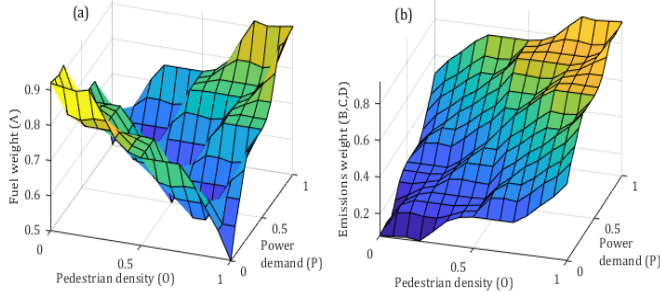 (a)
0.9
0.8
0.7
0.6
0.5
Fuel weight (A)
0
0.5
1
Pedestrian density (O)
0
0.5
1
Power
demand (P)
(b)
0.8
0.6
0.4
0.2
Emissions weight (B,C,D)
0
0.5
1
Pedestrian density (O)
0
0.5
1
Power
demand (P)